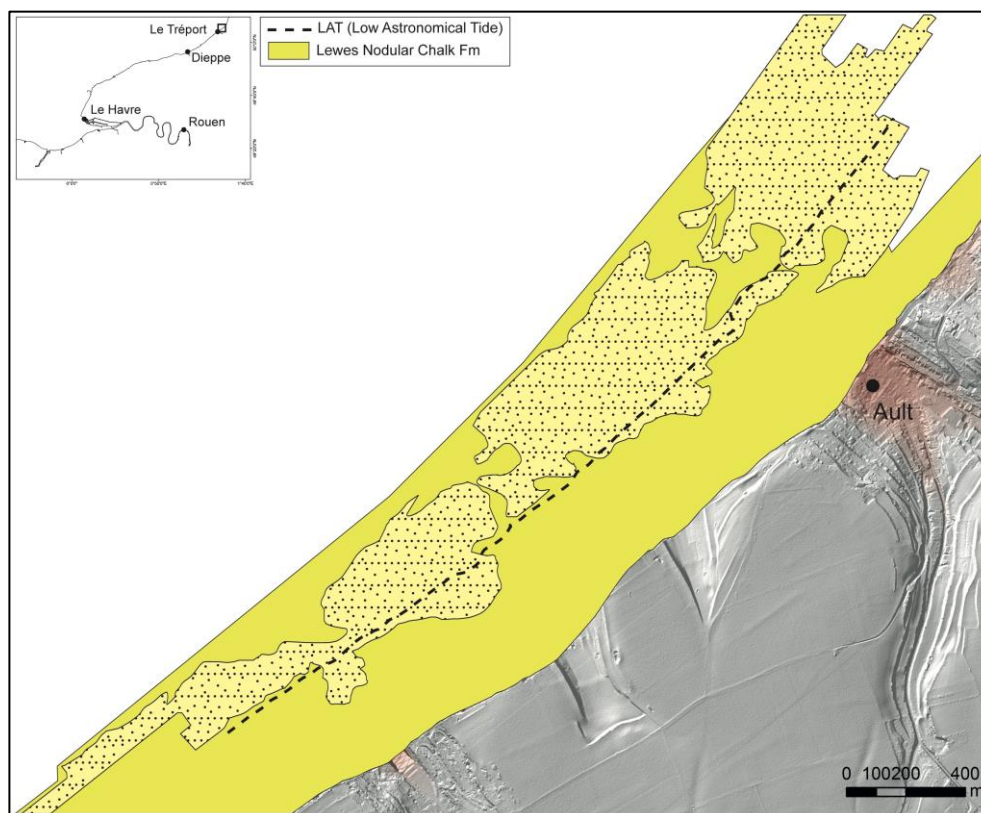 Le Tréport
Dieppe
Le Havre
Rouen
LAT (Low Astronomical Tide)
Lewes Nodular Chalk Fm
Ault
0 100200 400
m